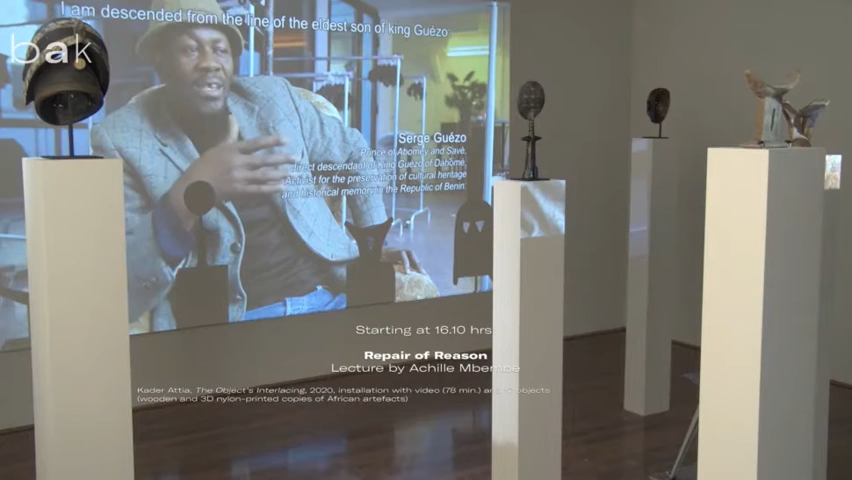 I am descended from the line of the eldest son of king Guézo
bak
Serge Guézo
Prince of Abomey and Savè,
direct descendant of King Guézo of Dahomè,
Activist for the preservation of cultural heritage
and historical memory in the Republic of Benin
Starting at 16.10 hrs
Repair of Reason
Lecture by Achille Mbembe
Kader Attia, The Object's Interlacing, 2020, installation with video (78 min.) and objects
(wooden and 3D nylon-printed copies of African artefacts)